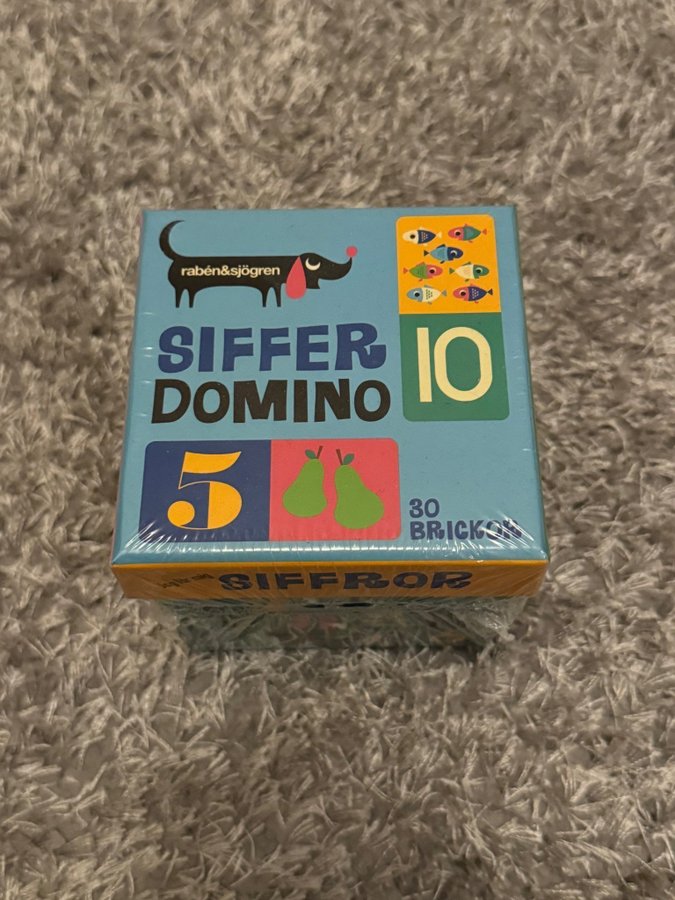 rabén&sjögren
SIFFER
DOMINO
10
5
30
BRICKOR
SIFFROR